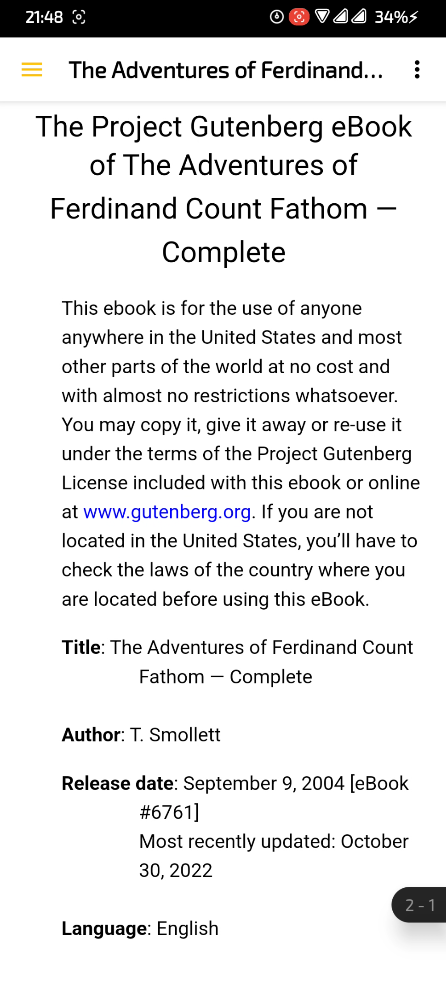 21:48 34%
The Adventures of Ferdinand...
The Project Gutenberg eBook
of The Adventures of
Ferdinand Count Fathom —
Complete
This ebook is for the use of anyone
anywhere in the United States and most
other parts of the world at no cost and
with almost no restrictions whatsoever.
You may copy it, give it away or re-use it
under the terms of the Project Gutenberg
License included with this ebook or online
at www.gutenberg.org. If you are not
located in the United States, you’ll have to
check the laws of the country where you
are located before using this eBook.
Title: The Adventures of Ferdinand Count
Fathom — Complete
Author: T. Smollett
Release date: September 9, 2004 [eBook
#6761]
Most recently updated: October
30, 2022
2 - 1
Language: English